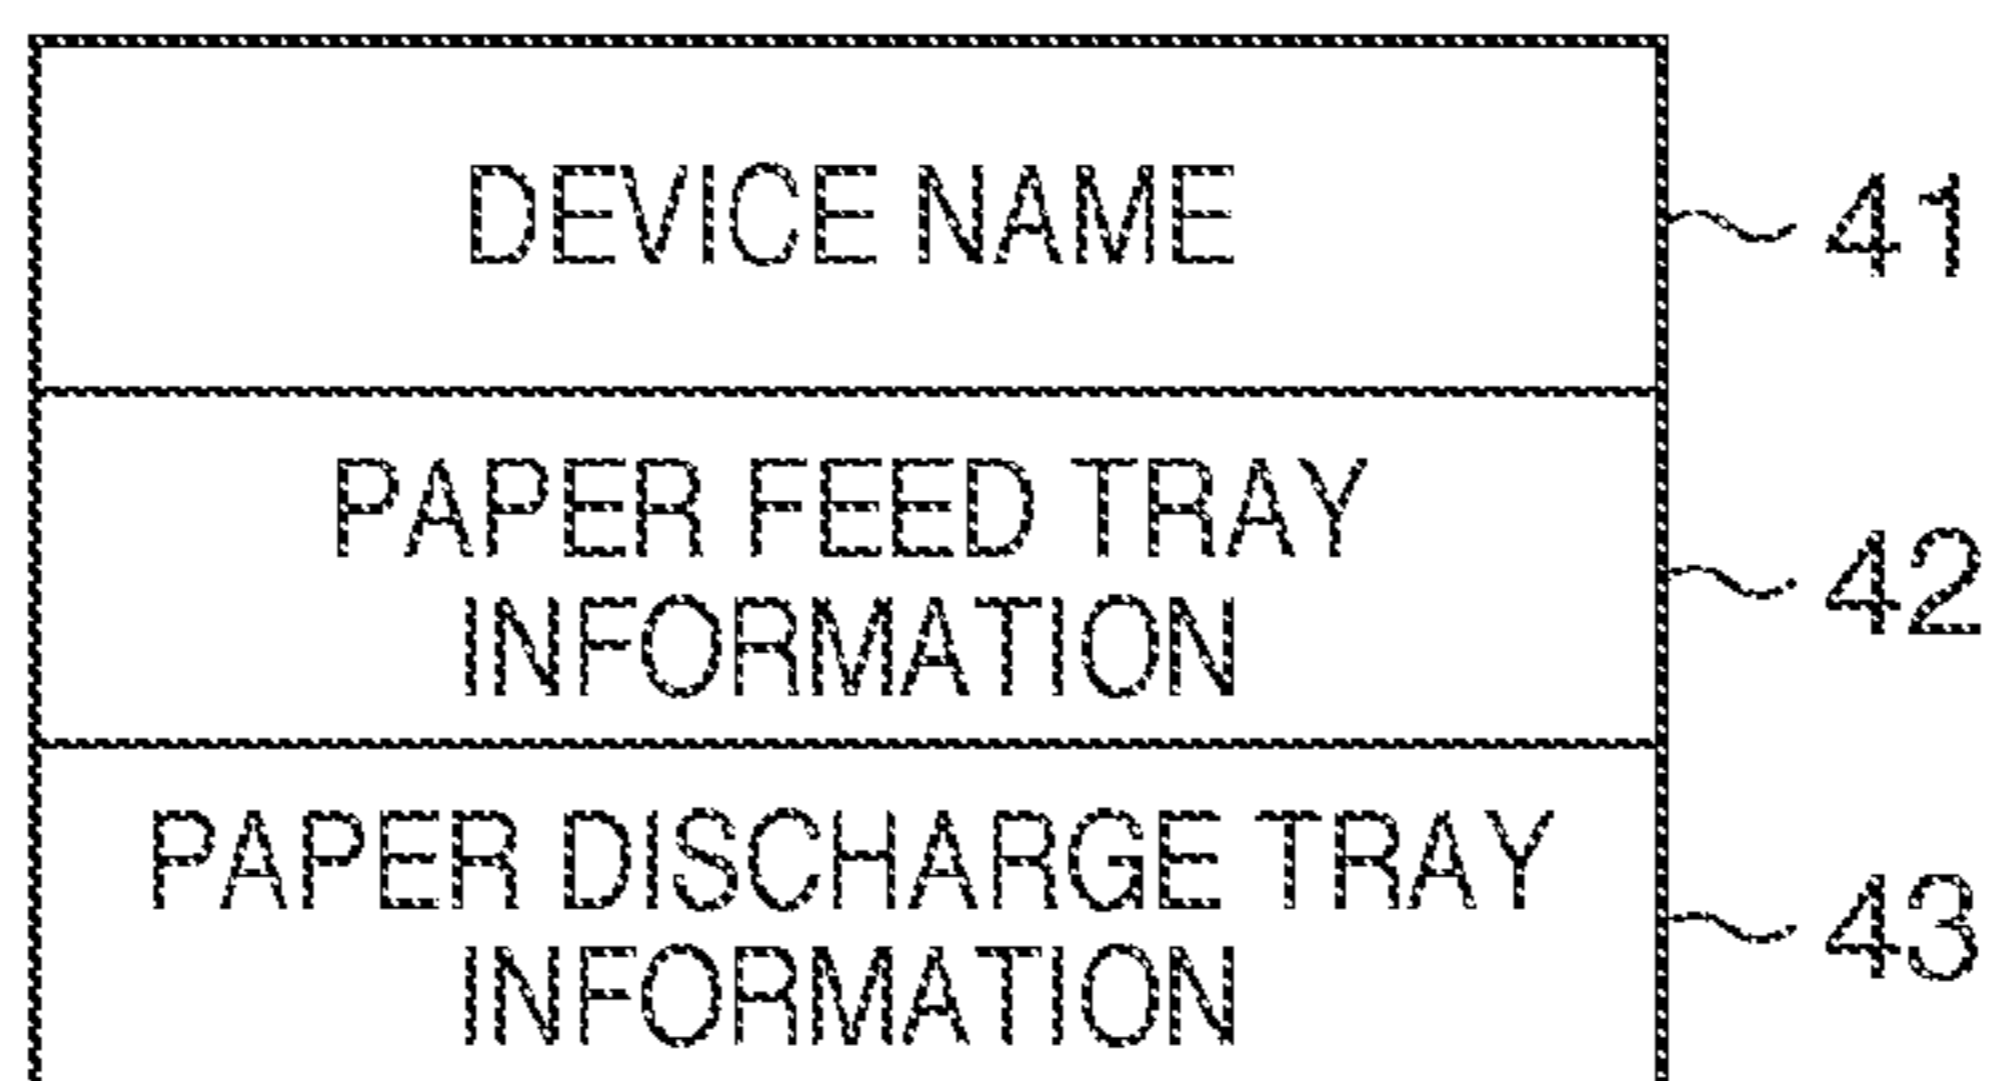 DEVICE NAME
41
PAPER FEED TRAY
INFORMATION
42
PAPER DISCHARGE TRAY
INFORMATION
43